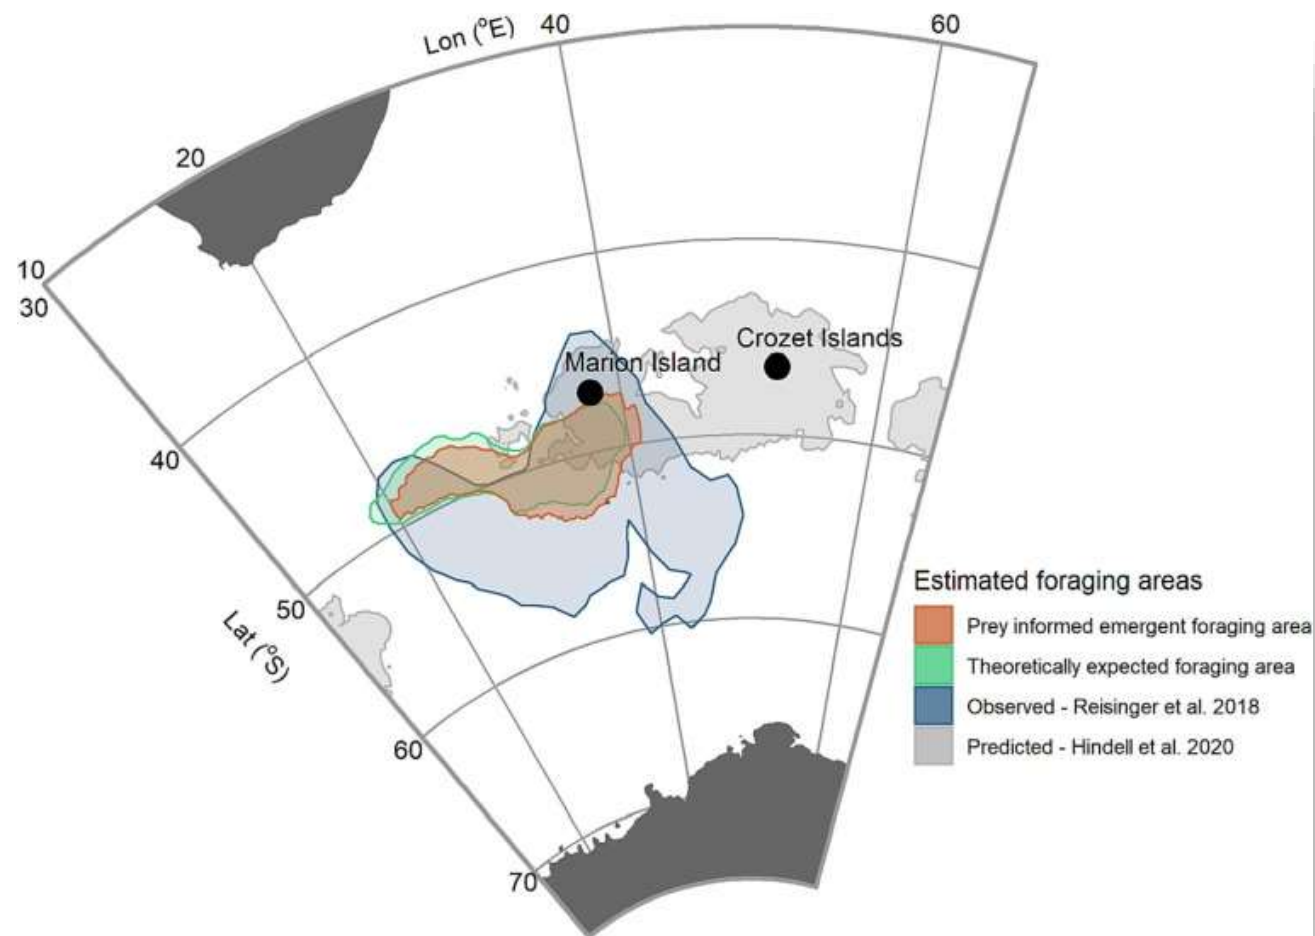 Lon (°E)
40
60
20
10
30
Crozet Islands
Marion Island
40
50
Lat (°S)
60
70
Estimated foraging areas
Prey informed emergent foraging area
Theoretically expected foraging area
Observed - Reisinger et al. 2018
Predicted - Hindell et al. 2020